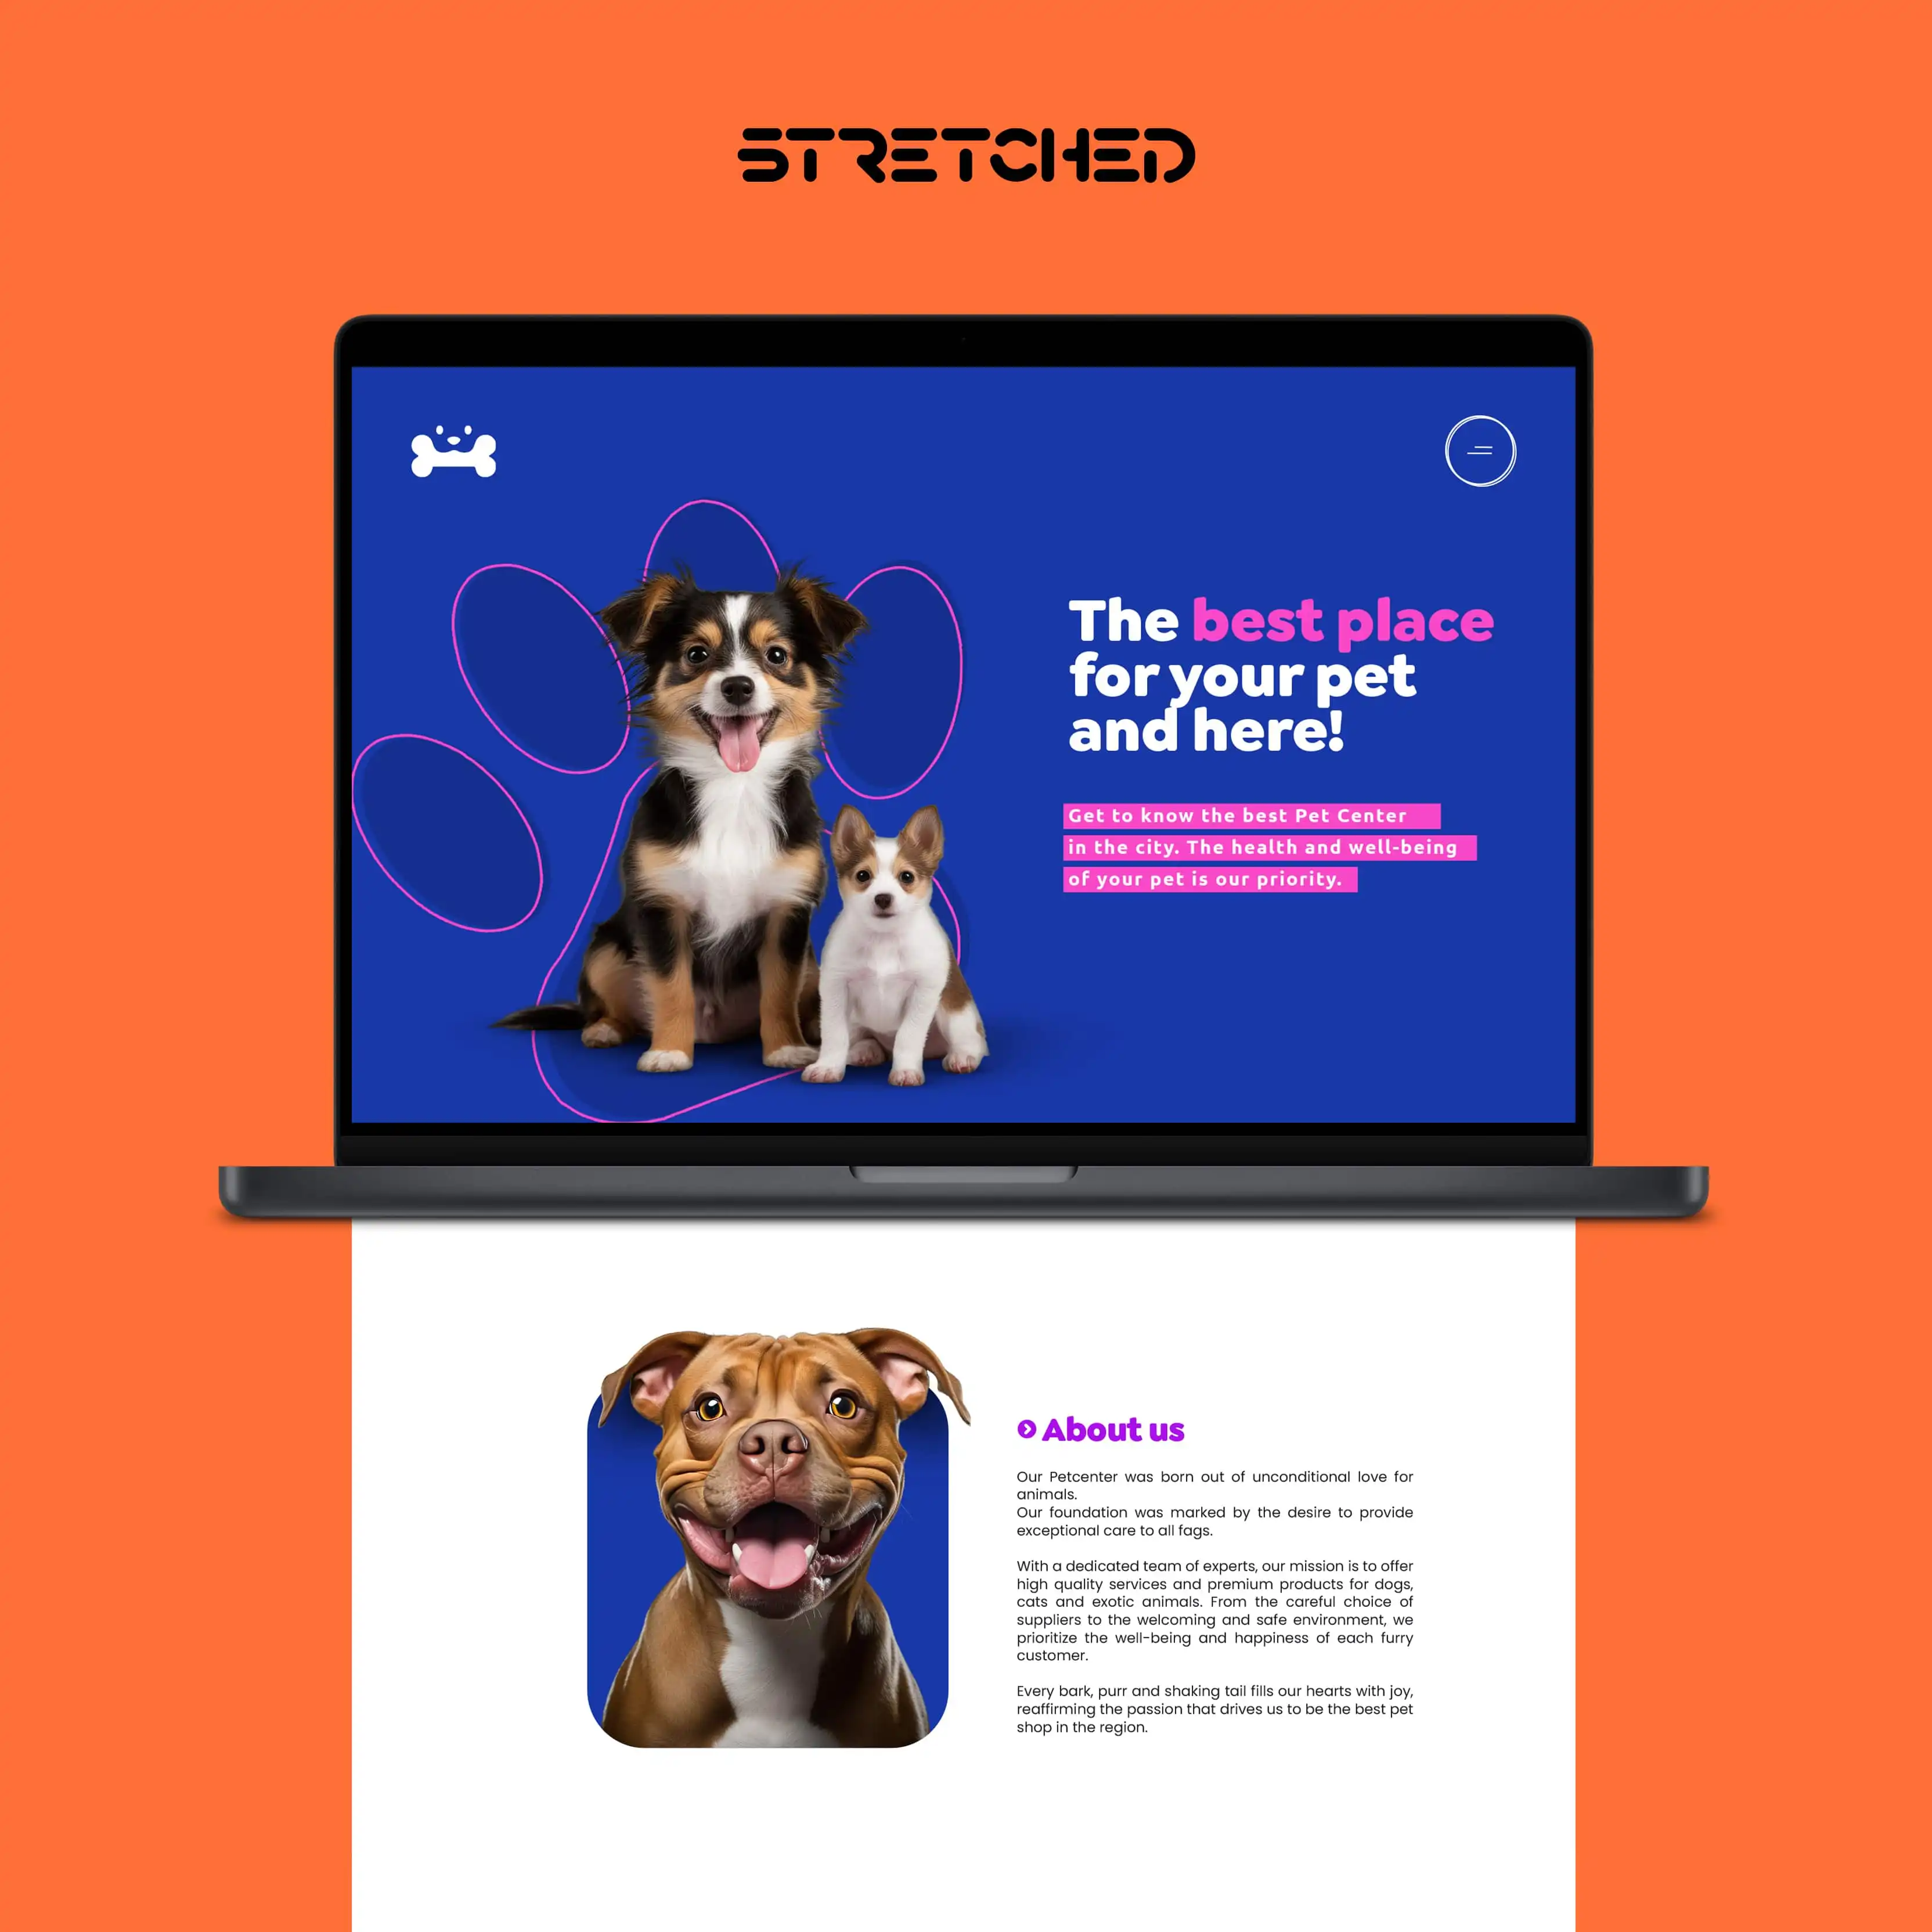 STRETCHED
The best place
for your pet
and here!
Get to know the best Pet Center
in the city. The health and well-being
of your pet is our priority.
About us
Our Petcenter was born out of unconditional love for
animals.
Our foundation was marked by the desire to provide
exceptional care to all fags.
With a dedicated team of experts, our mission is to offer
high quality services and premium products for dogs,
cats and exotic animals. From the careful choice of
suppliers to the welcoming and safe environment, we
prioritize the well-being and happiness of each furry
customer.
Every bark, purr and shaking tail fills our hearts with joy,
reaffirming the passion that drives us to be the best pet
shop in the region.